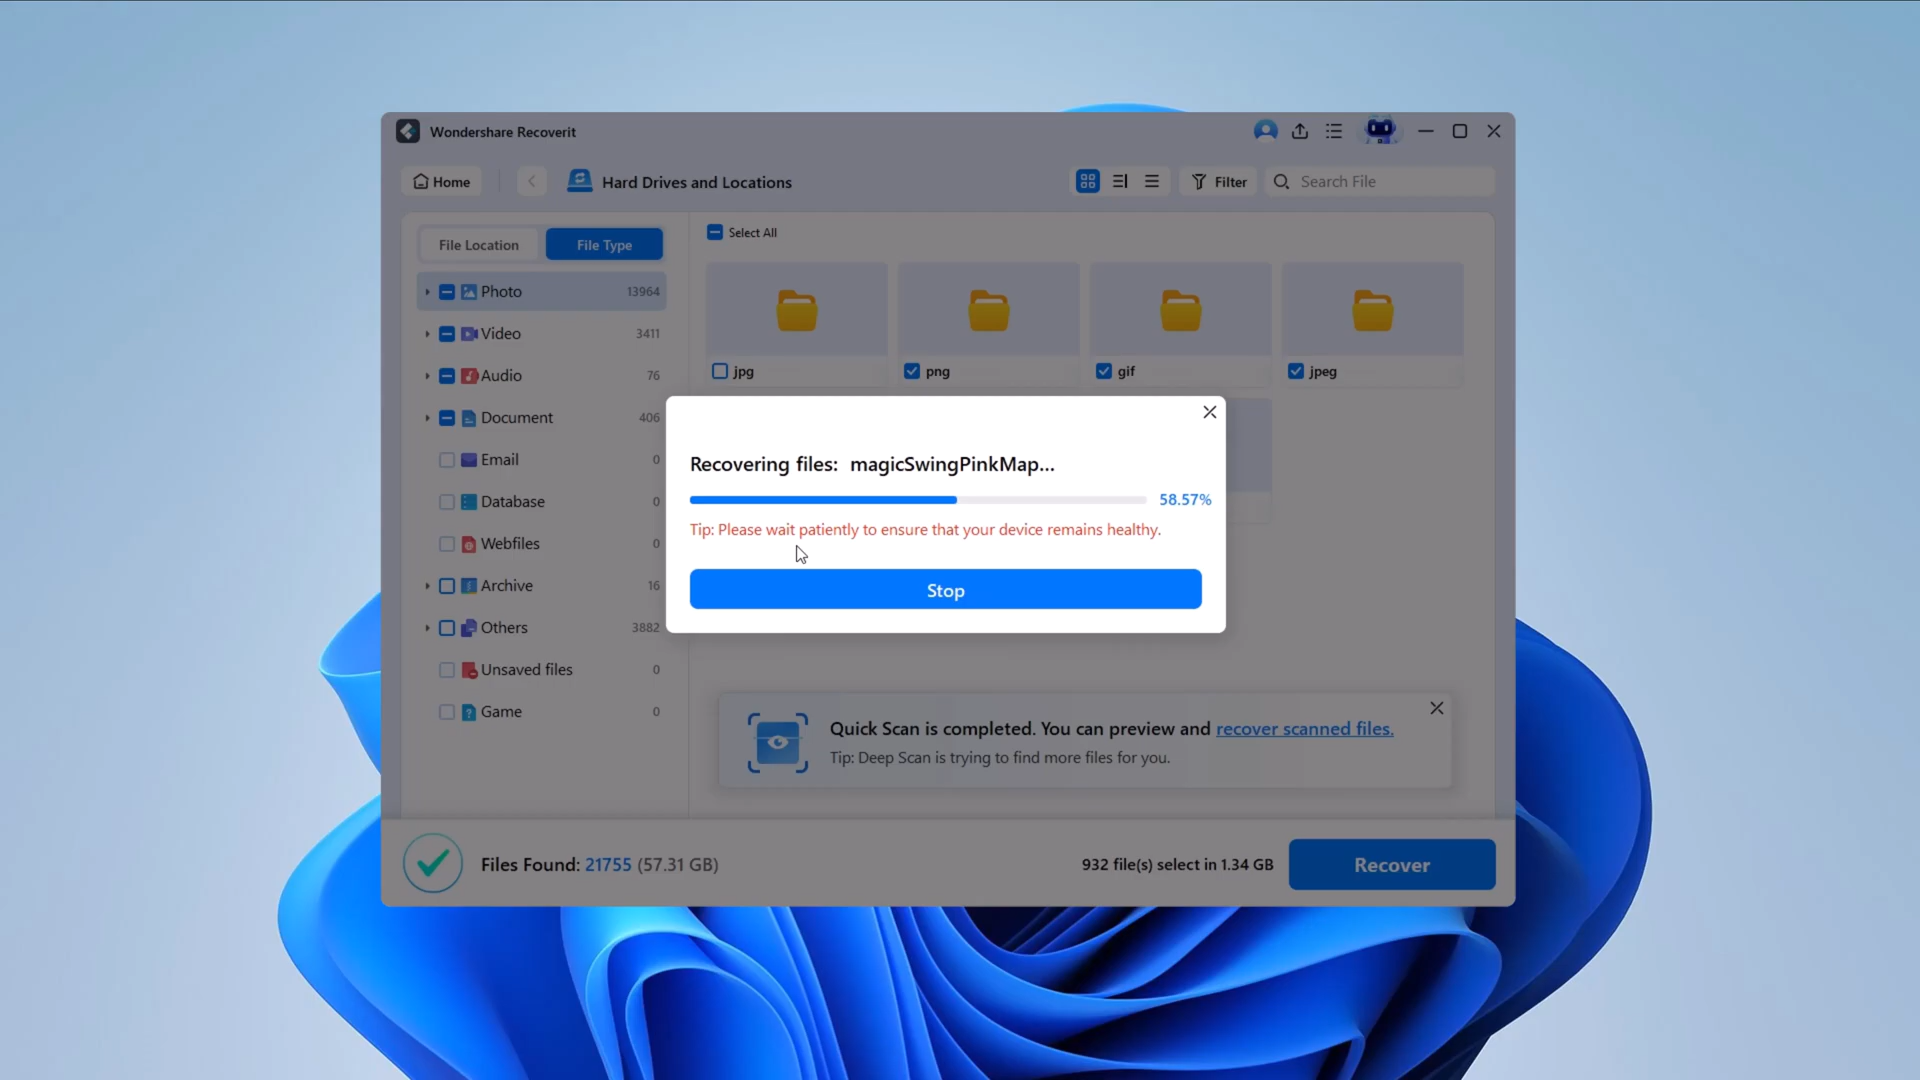 Wondershare Recoverit
Home
Hard Drives and Locations
Filter
Search File
File Location
File Type
Select All
Photo 13964
Video 3411
Audio 76
Document 406
Email 0
Database 0
Webfiles 0
Archive 16
Others 3882
Unsaved files 0
Game 0
jpg
png
gif
jpeg
Recovering files: magicSwingPinkMap...
58.57%
Tip: Please wait patiently to ensure that your device remains healthy.
Stop
Quick Scan is completed. You can preview and recover scanned files.
Tip: Deep Scan is trying to find more files for you.
Files Found: 21755 (57.31 GB)
932 file(s) select in 1.34 GB
Recover